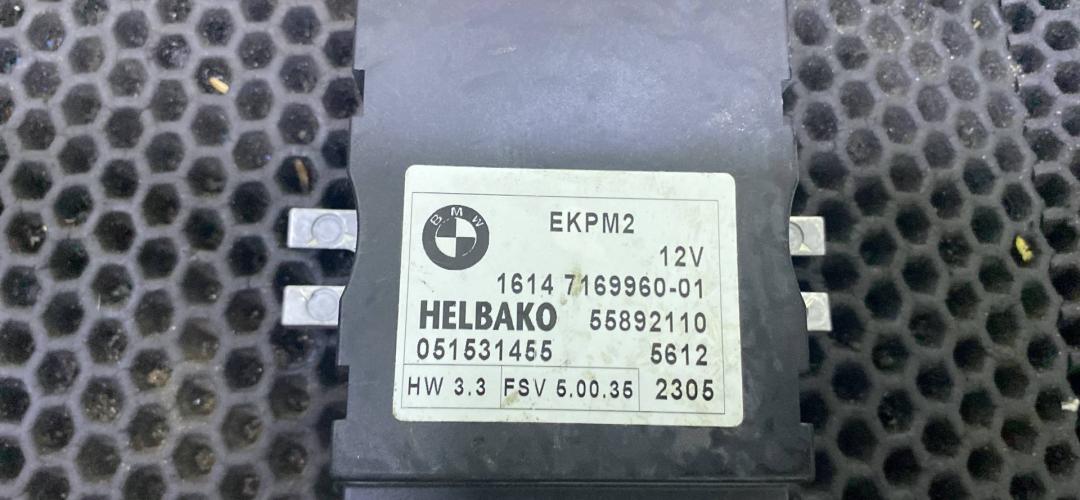 BMW
EKPM2
12V
1614 7169960-01
HELBAKO 55892110
051531455 5612
HW 3.3 FSV 5.00.35 2305